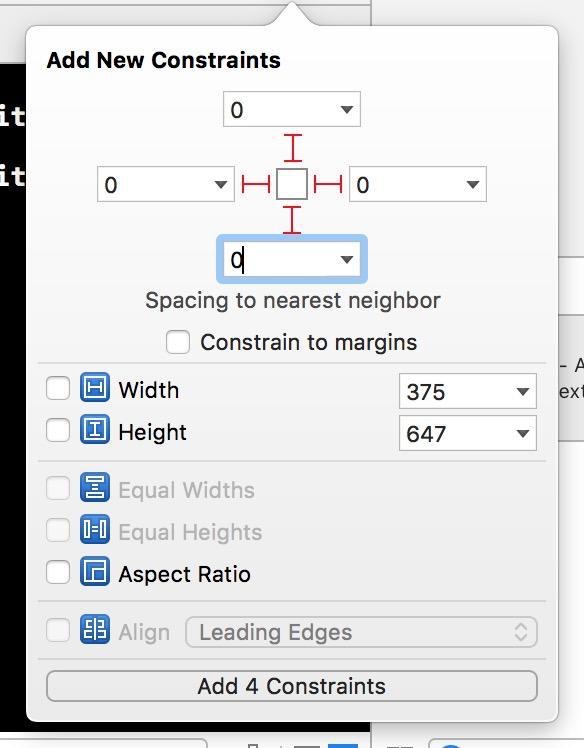 Add New Constraints
0
it
it
0 0
0
Spacing to nearest neighbor
Constrain to margins
- A
Width 375
ext
Height 647
Equal Widths
Equal Heights
Aspect Ratio
Align Leading Edges
Add 4 Constraints